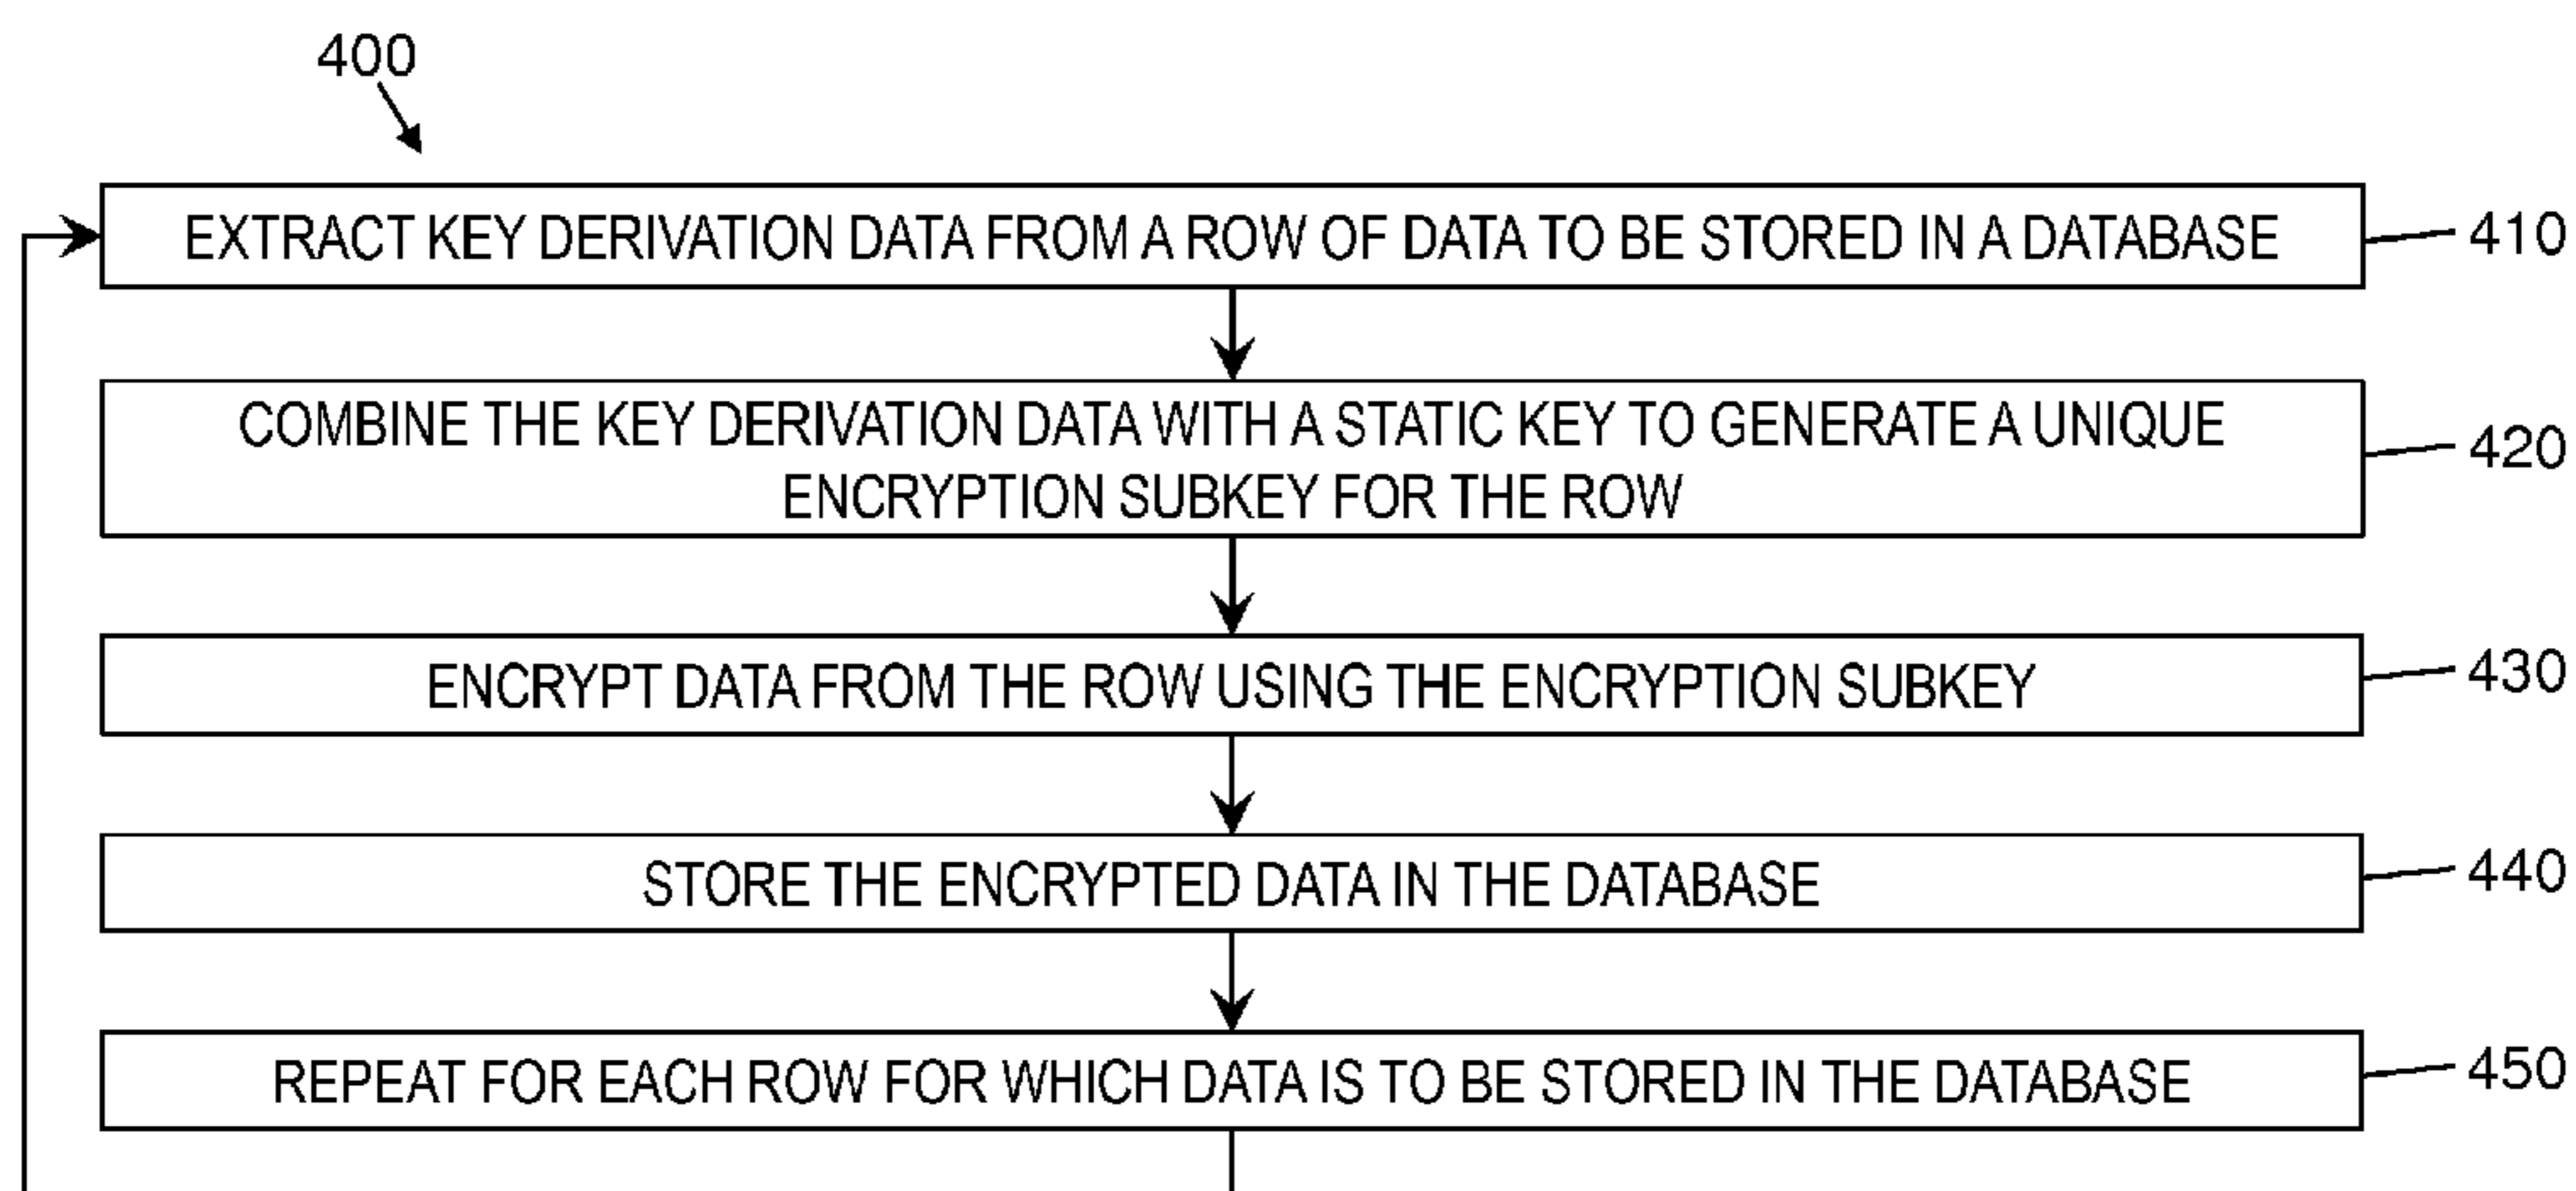 400
EXTRACT KEY DERIVATION DATA FROM A ROW OF DATA TO BE STORED IN A DATABASE
410
COMBINE THE KEY DERIVATION DATA WITH A STATIC KEY TO GENERATE A UNIQUE
ENCRYPTION SUBKEY FOR THE ROW
420
ENCRYPT DATA FROM THE ROW USING THE ENCRYPTION SUBKEY
430
STORE THE ENCRYPTED DATA IN THE DATABASE
440
REPEAT FOR EACH ROW FOR WHICH DATA IS TO BE STORED IN THE DATABASE
450